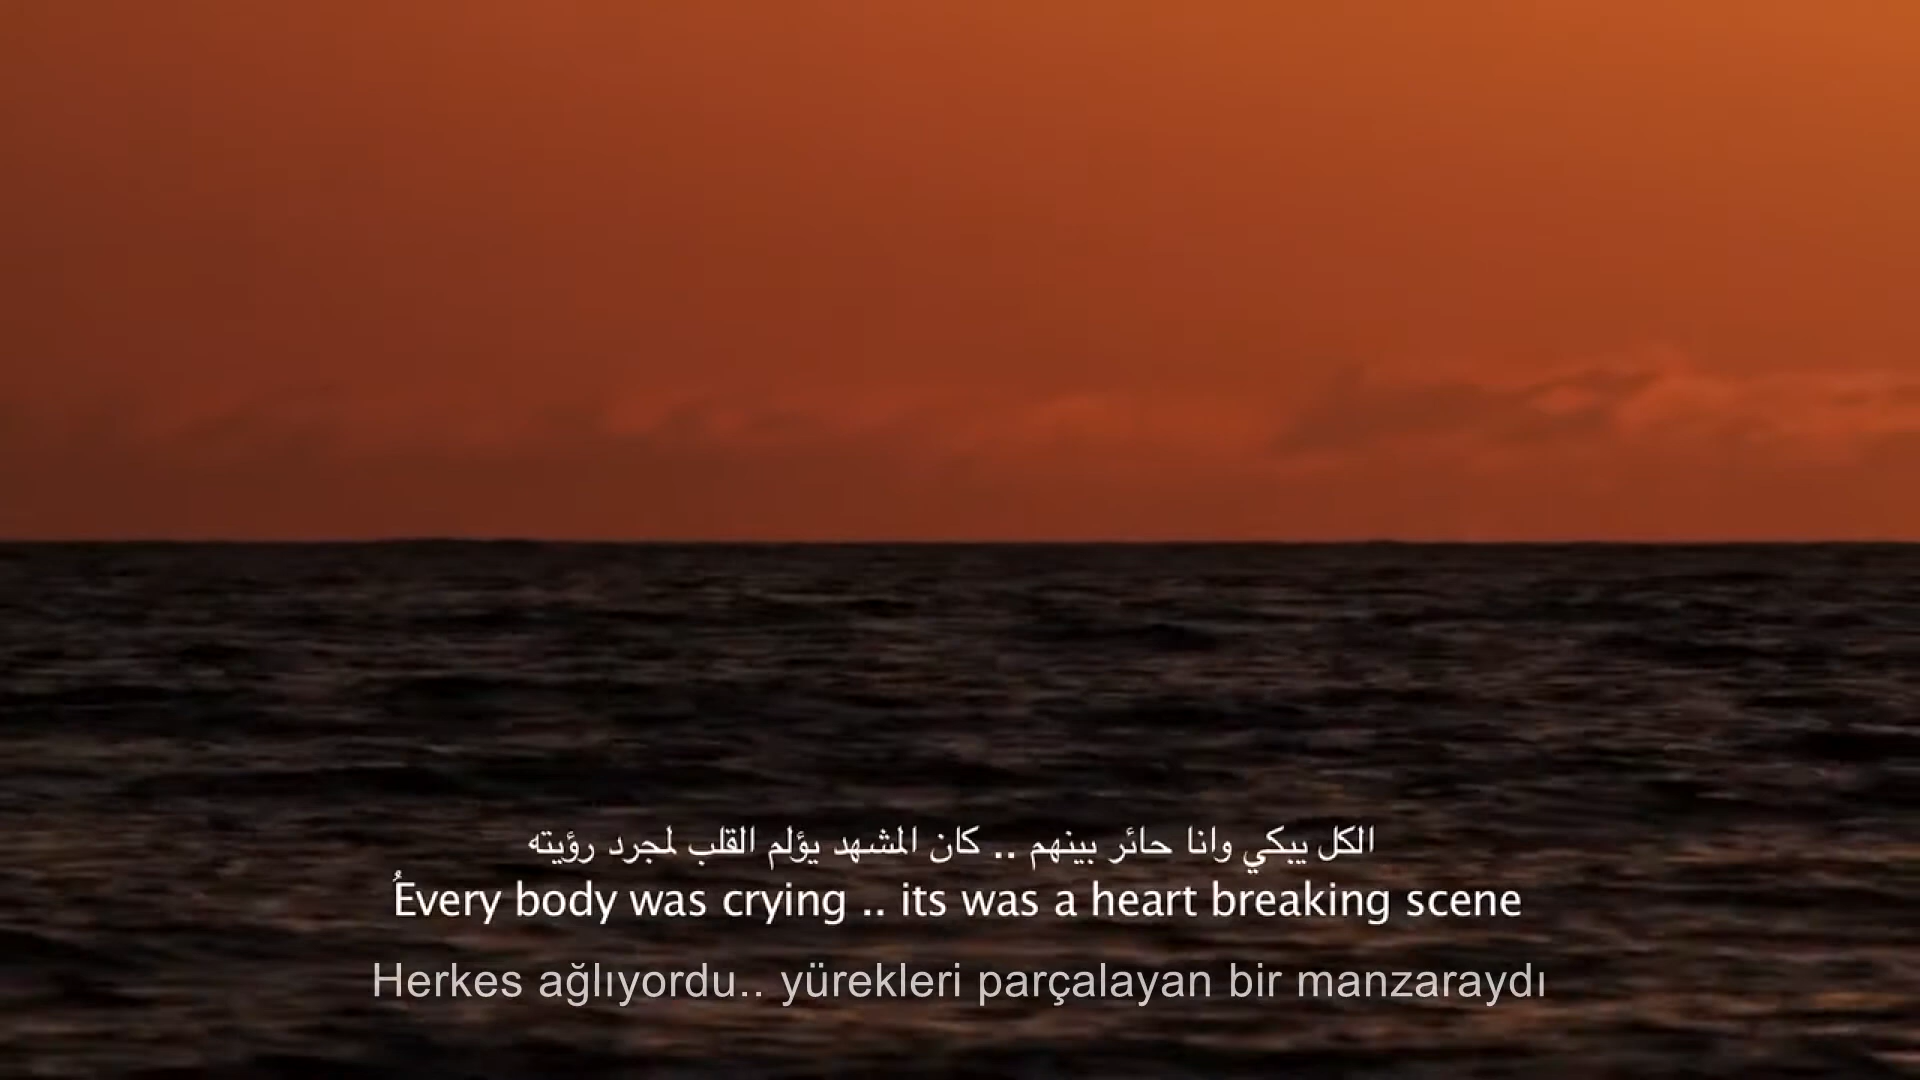 الكل يبكي وانا حائر بينهم .. كان المشهد يؤلم القلب لمجرد رؤيته
ُEvery body was crying .. its was a heart breaking scene
Herkes ağlıyordu.. yürekleri parçalayan bir manzaraydı